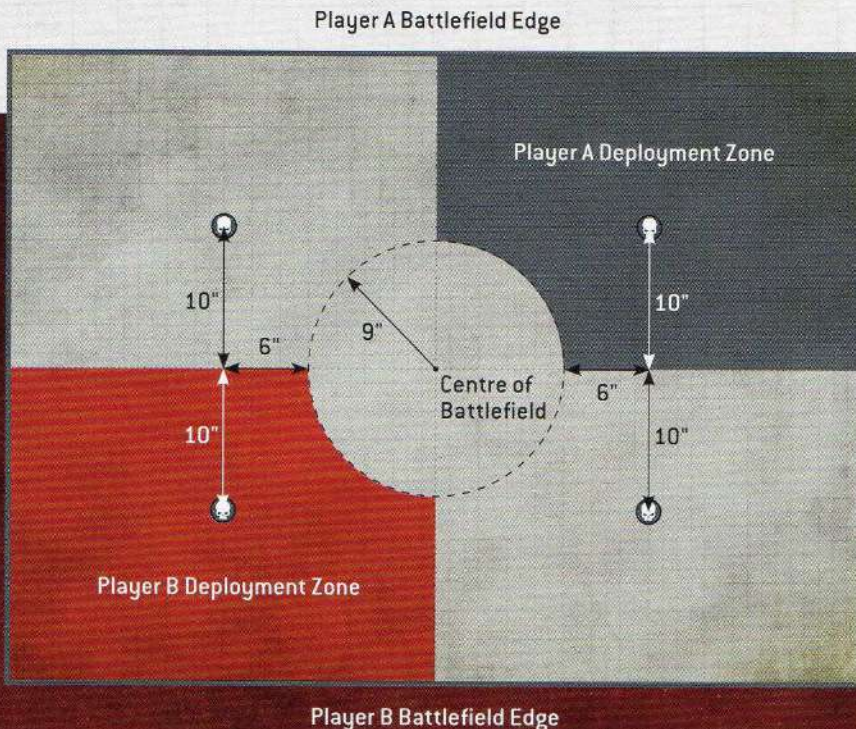 Player A Battlefield Edge
Player A Deployment Zone
10"
10"
6"
9"
Centre of
Battlefield
6"
10"
10"
Player B Deployment Zone
Player B Battlefield Edge